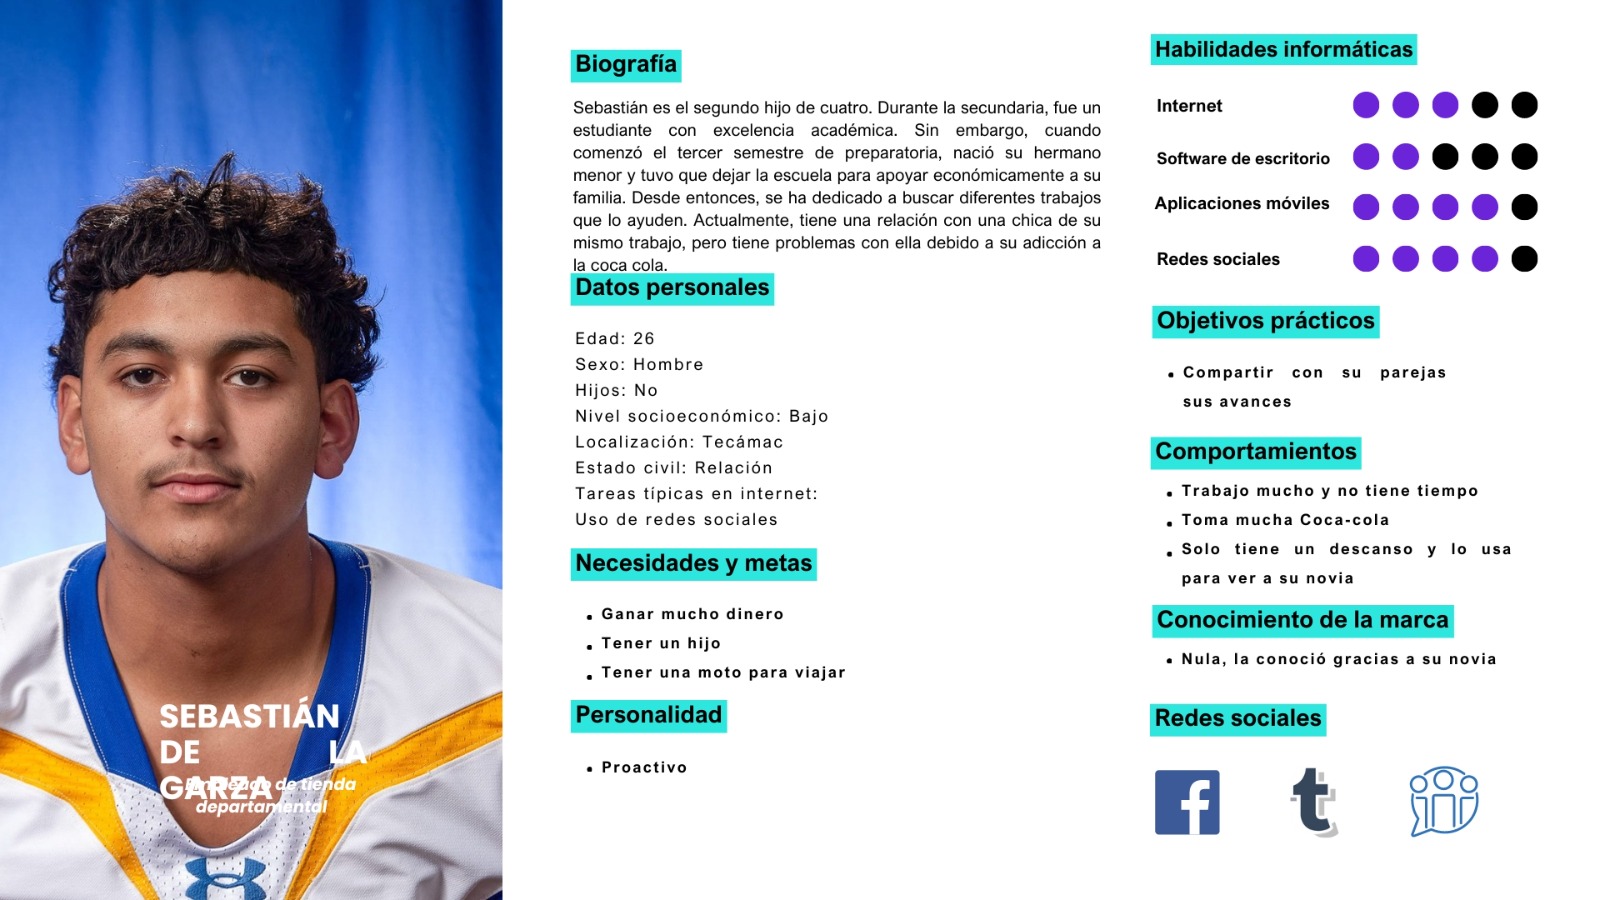 SEBASTIÁN
DE LA
GARZA
Empleado de tienda
departamental
Biografía
Sebastián es el segundo hijo de cuatro. Durante la secundaria, fue un
estudiante con excelencia académica. Sin embargo, cuando
comenzó el tercer semestre de preparatoria, nació su hermano
menor y tuvo que dejar la escuela para apoyar económicamente a su
familia. Desde entonces, se ha dedicado a buscar diferentes trabajos
que lo ayuden. Actualmente, tiene una relación con una chica de su
mismo trabajo, pero tiene problemas con ella debido a su adicción a
la coca cola.
Datos personales
Edad: 26
Sexo: Hombre
Hijos: No
Nivel socioeconómico: Bajo
Localización: Tecámac
Estado civil: Relación
Tareas típicas en internet:
Uso de redes sociales
Necesidades y metas
Ganar mucho dinero
Tener un hijo
Tener una moto para viajar
Personalidad
Proactivo
Habilidades informáticas
Internet
Software de escritorio
Aplicaciones móviles
Redes sociales
Objetivos prácticos
Compartir con su parejas
sus avances
Comportamientos
Trabajo mucho y no tiene tiempo
Toma mucha Coca-cola
Solo tiene un descanso y lo usa
para ver a su novia
Conocimiento de la marca
Nula, la conoció gracias a su novia
Redes sociales